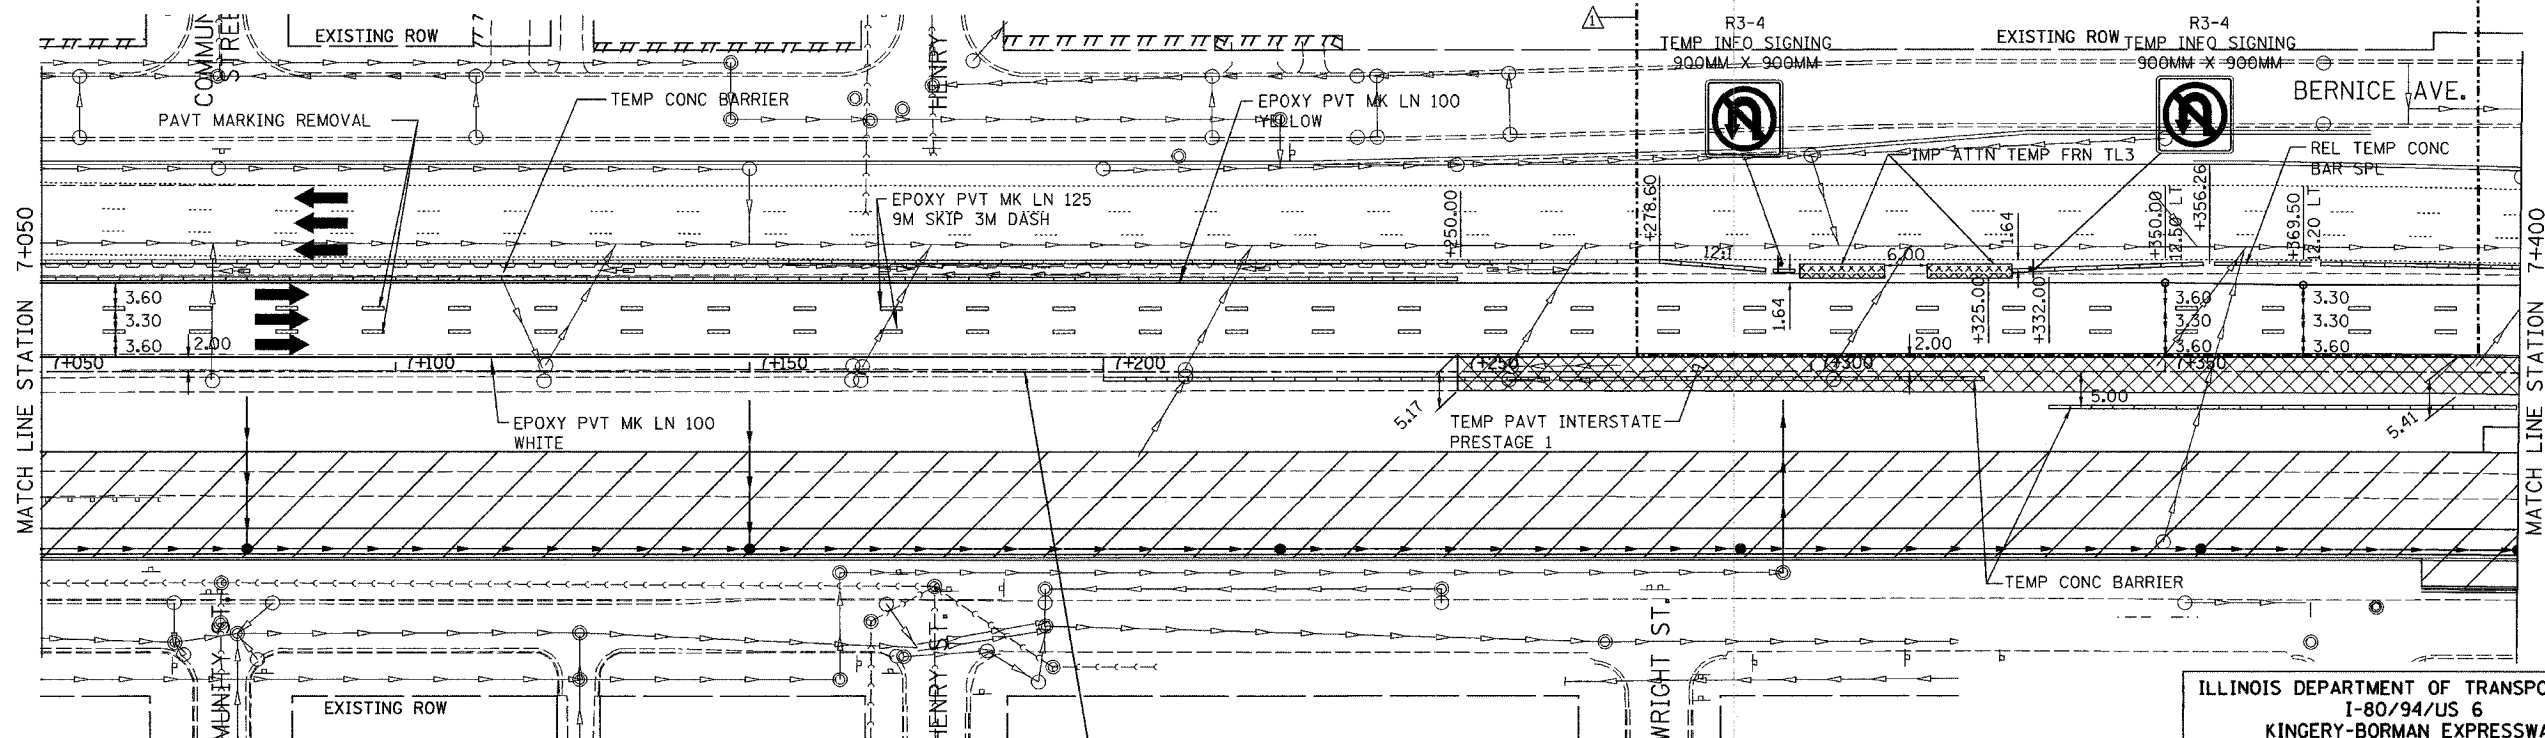 COMMUN
STREE
EXISTING ROW
HENRY
1
R3-4
TEMP INFO SIGNING
900MM X 900MM
EXISTING ROW
R3-4
TEMP INFO SIGNING
900MM X 900MM
BERNICE AVE.
PAVT MARKING REMOVAL
TEMP CONC BARRIER
EPOXY PVT MK LN 100
YELLOW
IMP ATTN TEMP FRN TL3
REL TEMP CONC
BAR SPL
EPOXY PVT MK LN 125
9M SKIP 3M DASH
+250.00
+278.60
12:1
6.00
1.64
+350.00
12.50 LT
+356.26
+369.50
12.20 LT
MATCH LINE STATION 7+050
MATCH LINE STATION 7+400
3.60
3.30
3.60
2.00
1.64
+325.00
+332.00
3.60
3.30
3.60
3.30
3.30
3.60
2.00
7+050
7+100
7+150
7+200
7+250
7+300
7+350
EPOXY PVT MK LN 100
WHITE
5.17
TEMP PAVT INTERSTATE
PRESTAGE 1
5.00
5.41
TEMP CONC BARRIER
MUNITY ST.
HENRY ST.
WRIGHT ST.
EXISTING ROW
ILLINOIS DEPARTMENT OF TRANSPO
I-80/94/US 6
KINGERY-BORMAN EXPRESSWA